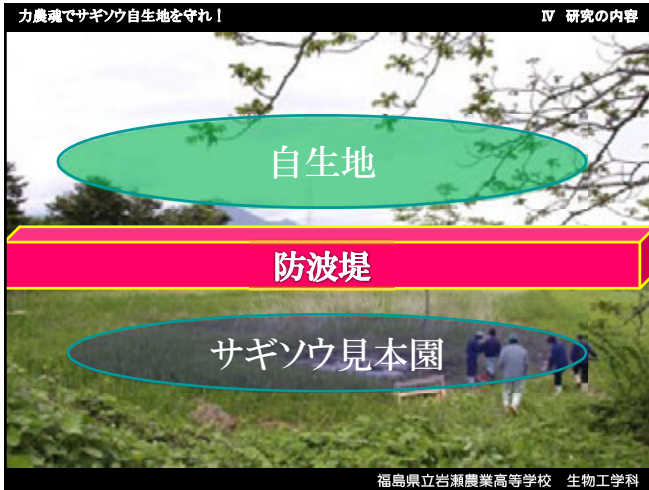 力農魂でサギソウ自生地を守れ！
Ⅳ 研究の内容
自生地
防波堤
サギソウ見本園
福島県立岩瀬農業高等学校 生物工学科